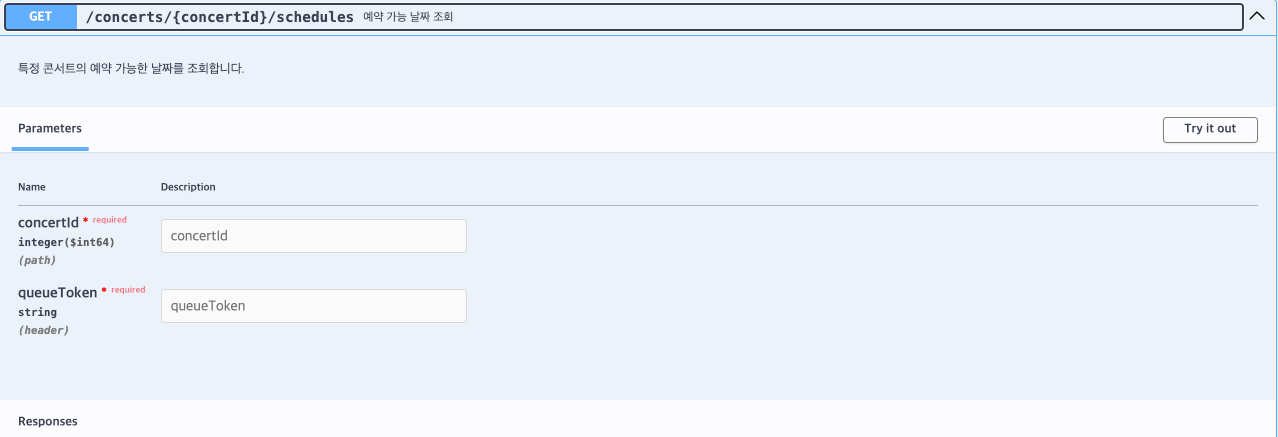 GET /concerts/{concertId}/schedules 예약 가능 날짜 조회
특정 콘서트의 예약 가능한 날짜를 조회합니다.
Parameters
Try it out
Name Description
concertId * required
integer($int64)
(path)
concertId
queueToken * required
string
(header)
queueToken
Responses